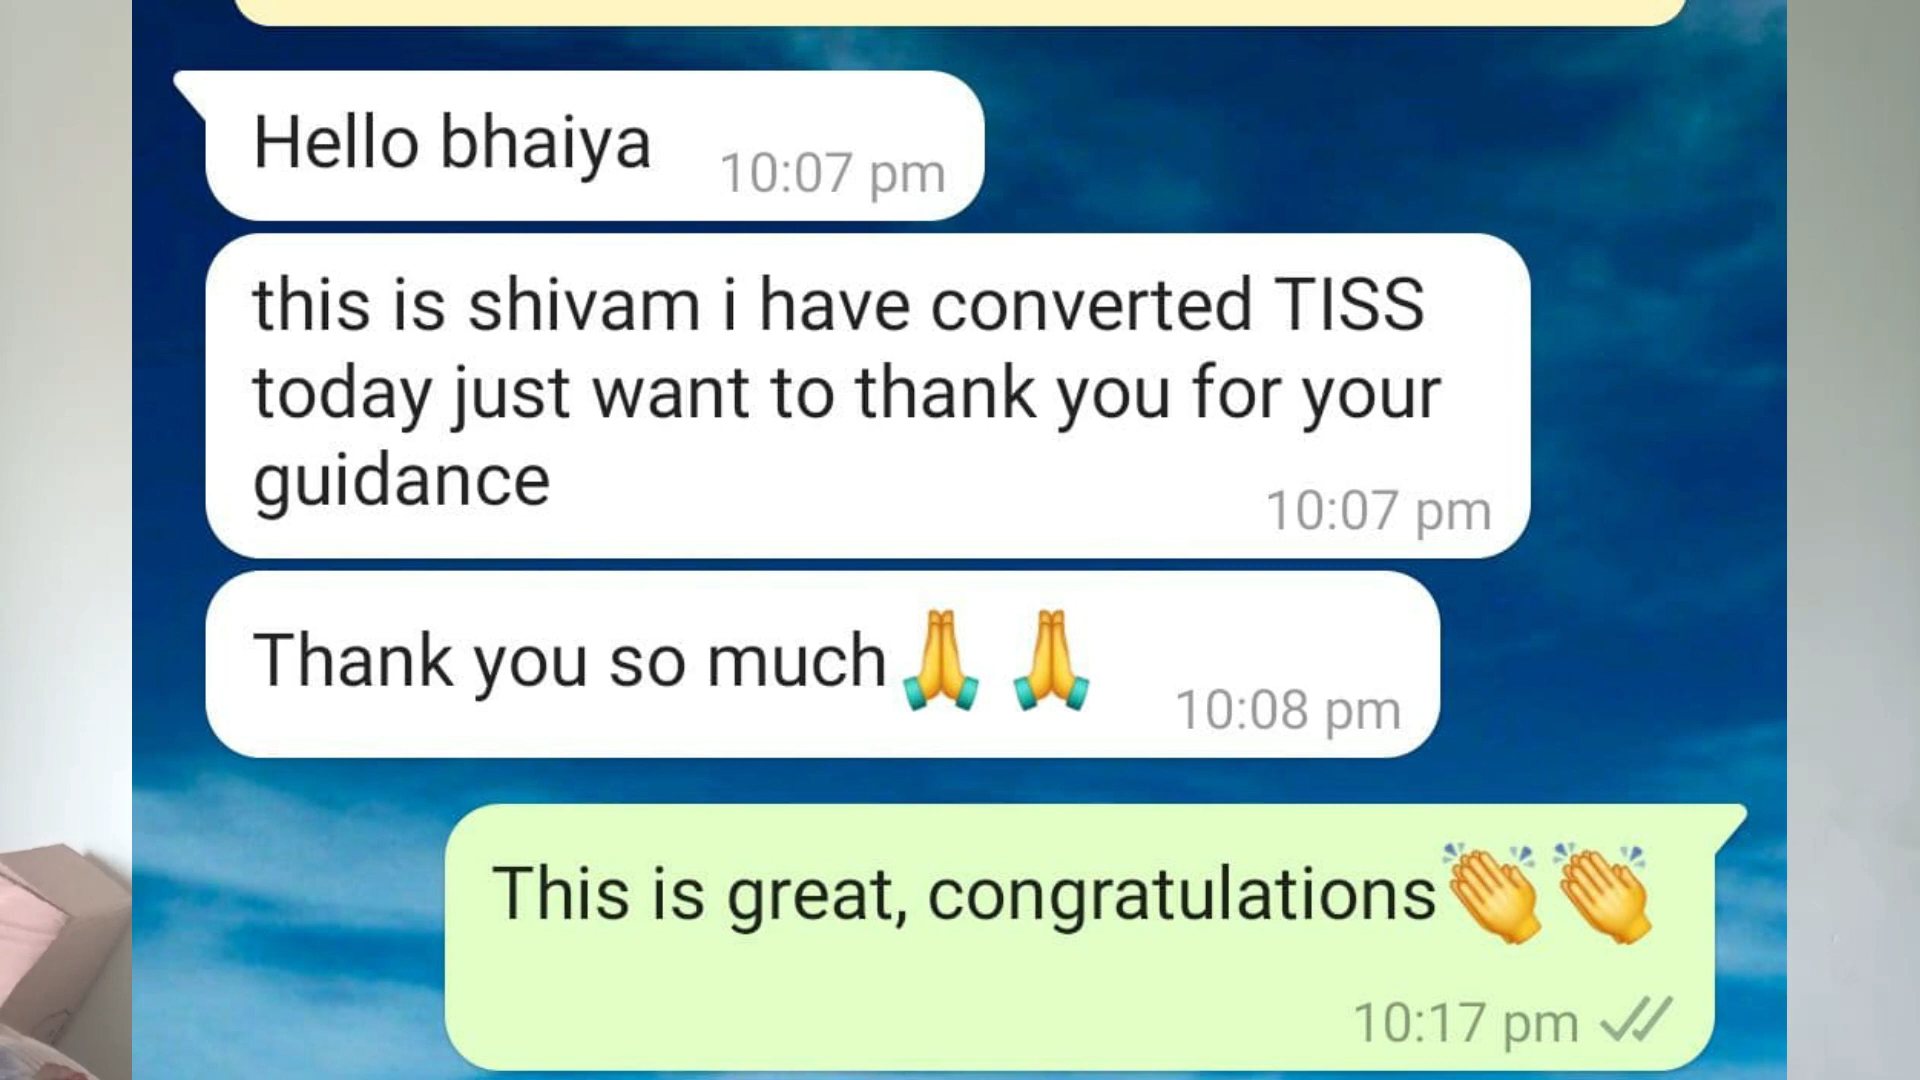 Hello bhaiya
10:07 pm
this is shivam i have converted TISS
today just want to thank you for your
guidance
10:07 pm
Thank you so much🙏 🙏
10:08 pm
This is great, congratulations👏👏
10:17 pm